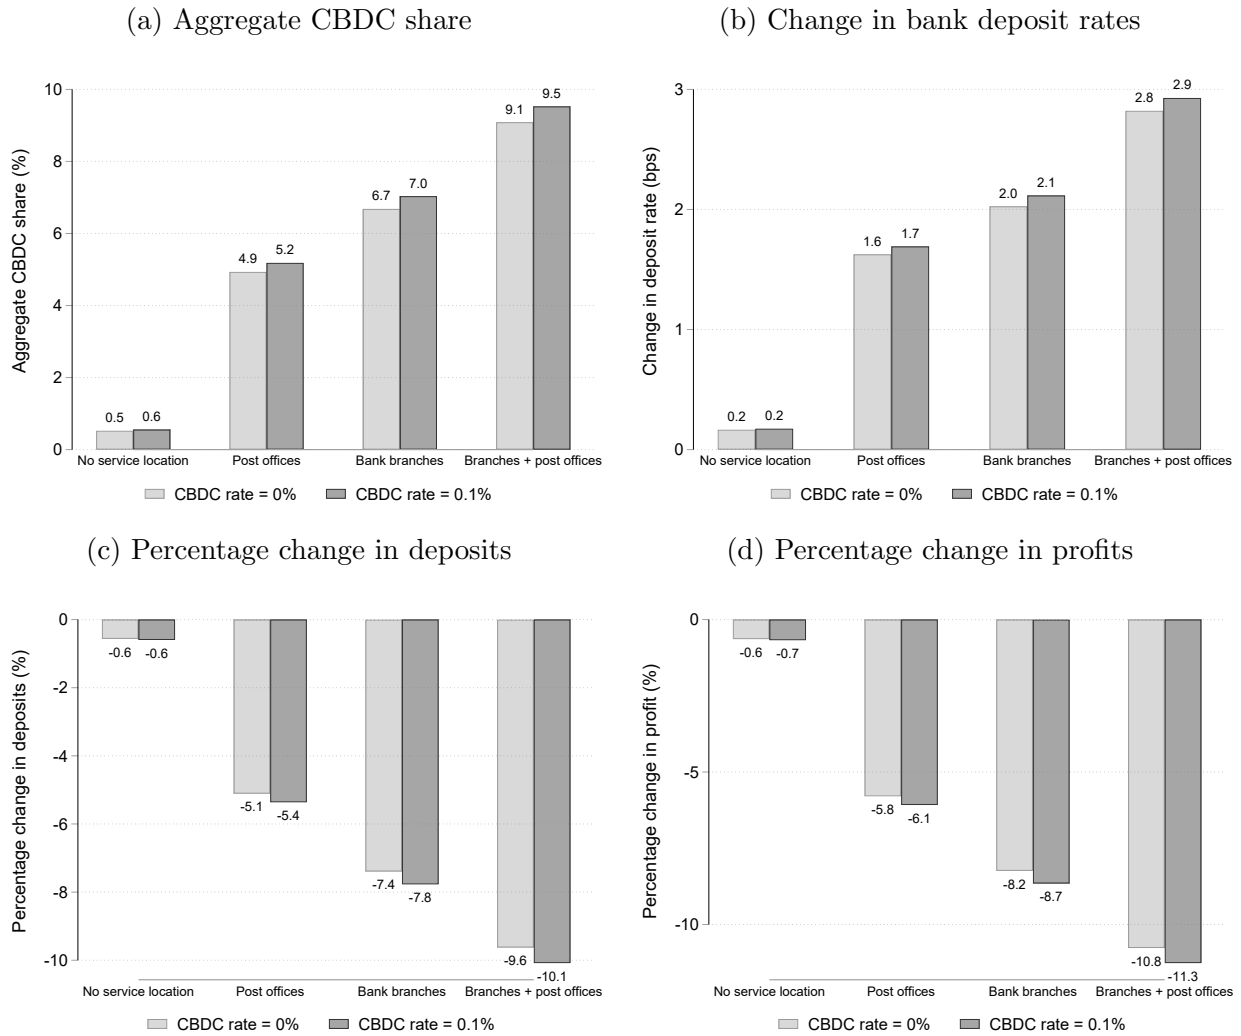 (a) Aggregate CBDC share
Aggregate CBDC share (%)
10
8
6
4
2
0
0.5
0.6
4.9
5.2
6.7
7.0
9.1
9.5
No service location
Post offices
Bank branches
Branches + post offices
CBDC rate = 0%
CBDC rate = 0.1%
(b) Change in bank deposit rates
Change in deposit rate (bps)
3
2
1
0
0.2
0.2
1.6
1.7
2.0
2.1
2.8
2.9
No service location
Post offices
Bank branches
Branches + post offices
CBDC rate = 0%
CBDC rate = 0.1%
(c) Percentage change in deposits
Percentage change in deposits (%)
0
-2
-4
-6
-8
-10
-0.6
-0.6
-5.1
-5.4
-7.4
-7.8
-9.6
-10.1
No service location
Post offices
Bank branches
Branches + post offices
CBDC rate = 0%
CBDC rate = 0.1%
(d) Percentage change in profits
Percentage change in profit (%)
0
-5
-10
-0.6
-0.7
-5.8
-6.1
-8.2
-8.7
-10.8
-11.3
No service location
Post offices
Bank branches
Branches + post offices
CBDC rate = 0%
CBDC rate = 0.1%